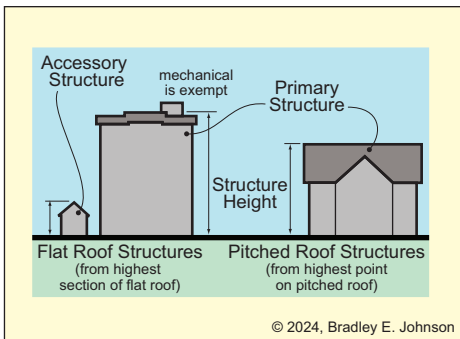 Accessory
Structure
mechanical
is exempt
Primary
Structure
Structure
Height
Flat Roof Structures
(from highest
section of flat roof)
Pitched Roof Structures
(from highest point
on pitched roof)
© 2024, Bradley E. Johnson